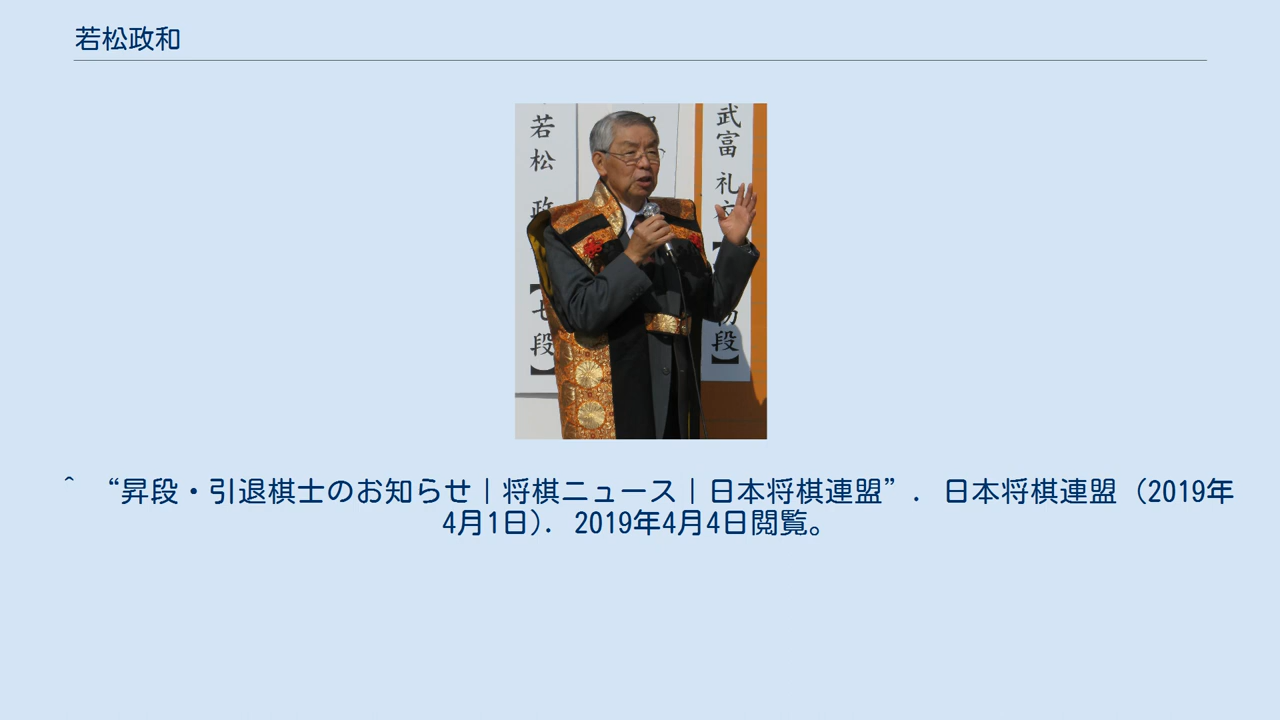 若松政和
若松 政
【七段】
武富 礼
段】
^ “昇段・引退棋士のお知らせ｜将棋ニュース｜日本将棋連盟”. 日本将棋連盟 (2019年
4月1日). 2019年4月4日閲覧。